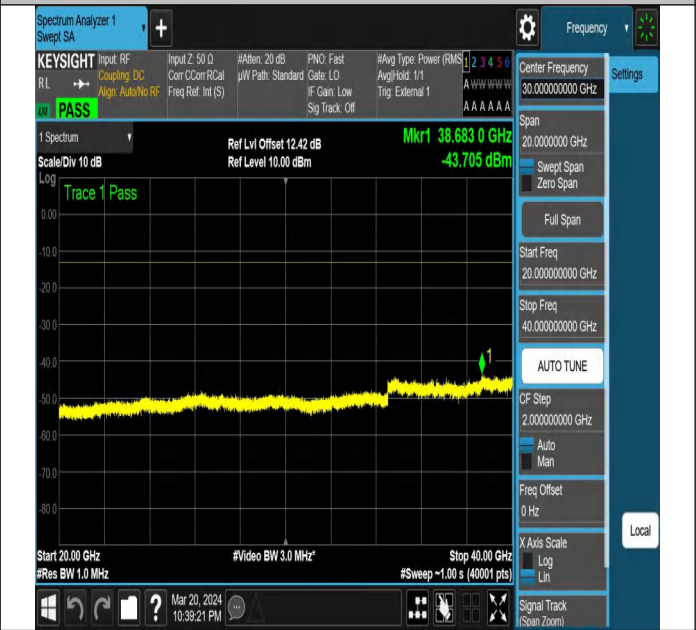 Spectrum Analyzer 1
Swept SA
+
Frequency
KEYSIGHT
RL
PASS
Input: RF
Coupling: DC
Align: Auto/No RF
Input Z: 50 Ω
Corr CCorr RCal
Freq Ref: Int (S)
#Atten: 20 dB
µW Path: Standard
PNO: Fast
Gate: LO
IF Gain: Low
Sig Track: Off
#Avg Type: Power (RMS
Avg|Hold: 1/1
Trig: External 1
1 2 3 4 5 6
A W W W W W
A A A A A A
1 Spectrum
Scale/Div 10 dB
Ref Lvl Offset 12.42 dB
Ref Level 10.00 dBm
Mkr1 38.683 0 GHz
-43.705 dBm
Log
Trace 1 Pass
0.00
-10.0
-20.0
-30.0
-40.0
-50.0
-60.0
-70.0
-80.0
1
Start 20.00 GHz
#Res BW 1.0 MHz
#Video BW 3.0 MHz*
Stop 40.00 GHz
#Sweep ~1.00 s (40001 pts)
Mar 20, 2024
10:39:21 PM
Center Frequency
30.000000000 GHz
Settings
Span
20.0000000 GHz
Swept Span
Zero Span
Full Span
Start Freq
20.000000000 GHz
Stop Freq
40.000000000 GHz
AUTO TUNE
CF Step
2.000000000 GHz
Auto
Man
Freq Offset
0 Hz
X Axis Scale
Log
Lin
Local
Signal Track
(Span Zoom)